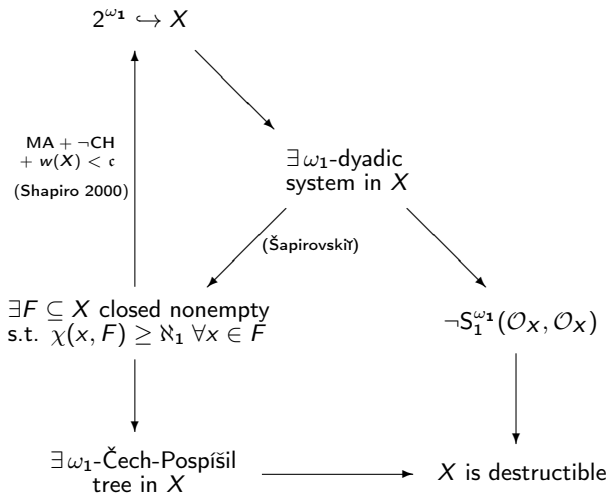 2^{ω₁} ↪ X
MA + ¬CH
+ w(X) < 𝔠
(Shapiro 2000)
∃ ω₁-dyadic
system in X
(Šapirovskiĭ)
∃F ⊆ X closed nonempty
s.t. χ(x, F) ≥ ℵ₁ ∀x ∈ F
¬S₁^{ω₁}(𝒪_X, 𝒪_X)
∃ ω₁-Čech-Pospíšil
tree in X
X is destructible